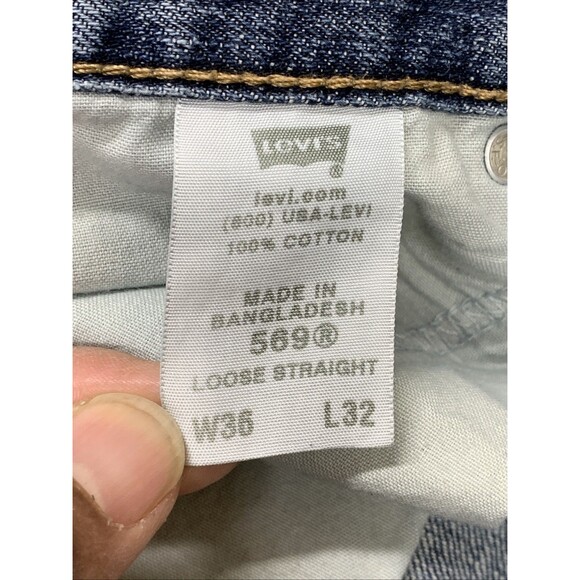 LEVI'S ®
levi.com
(800) USA-LEVI
100% COTTON
MADE IN
BANGLADESH
569®
LOOSE STRAIGHT
W36 L32